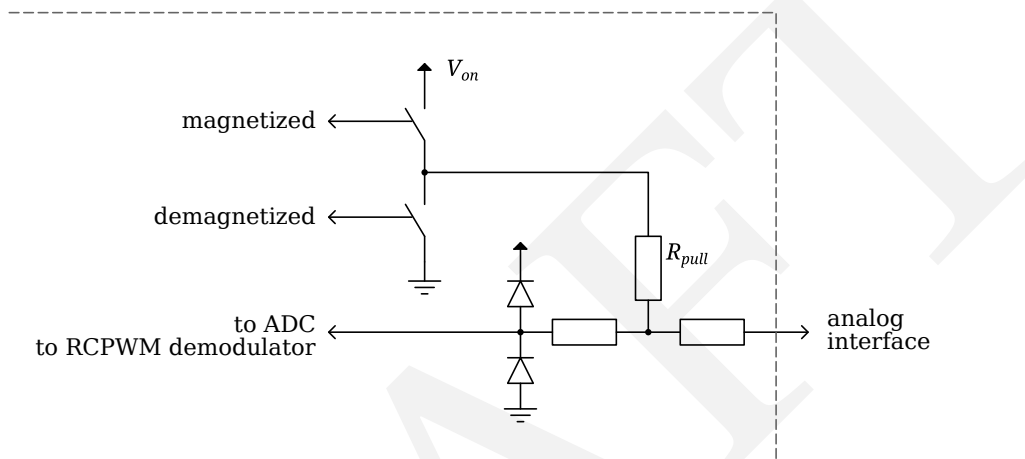 V_on
magnetized
demagnetized
R_pull
to ADC
to RCPWM demodulator
analog
interface